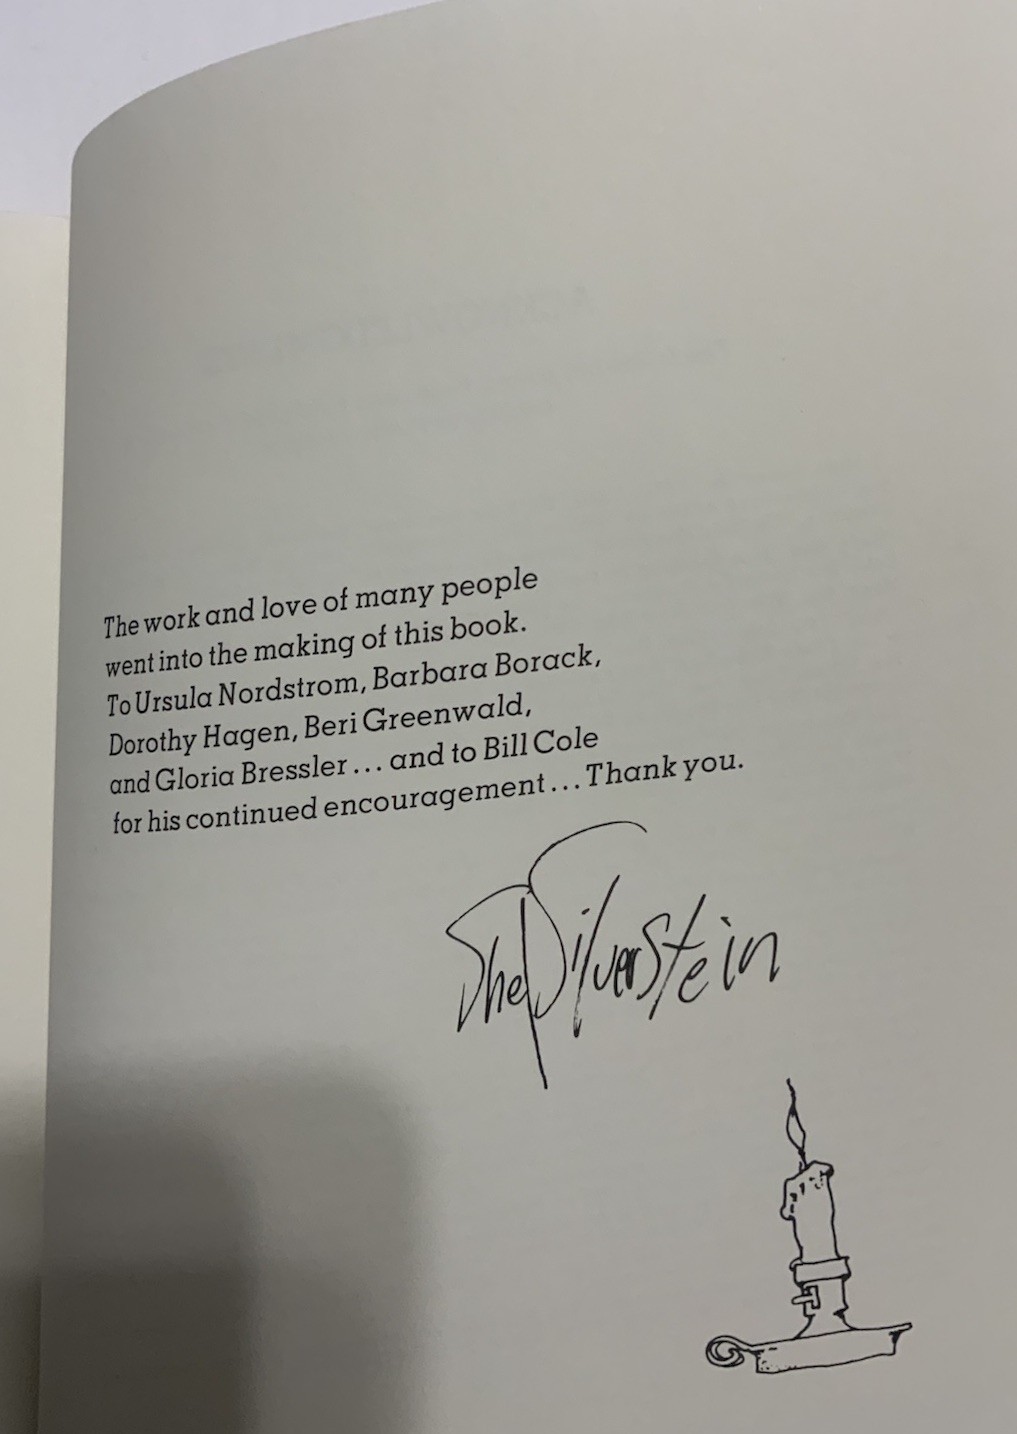 The work and love of many people
went into the making of this book.
To Ursula Nordstrom, Barbara Borack,
Dorothy Hagen, Beri Greenwald,
and Gloria Bressler... and to Bill Cole
for his continued encouragement... Thank you.
Shel Silverstein